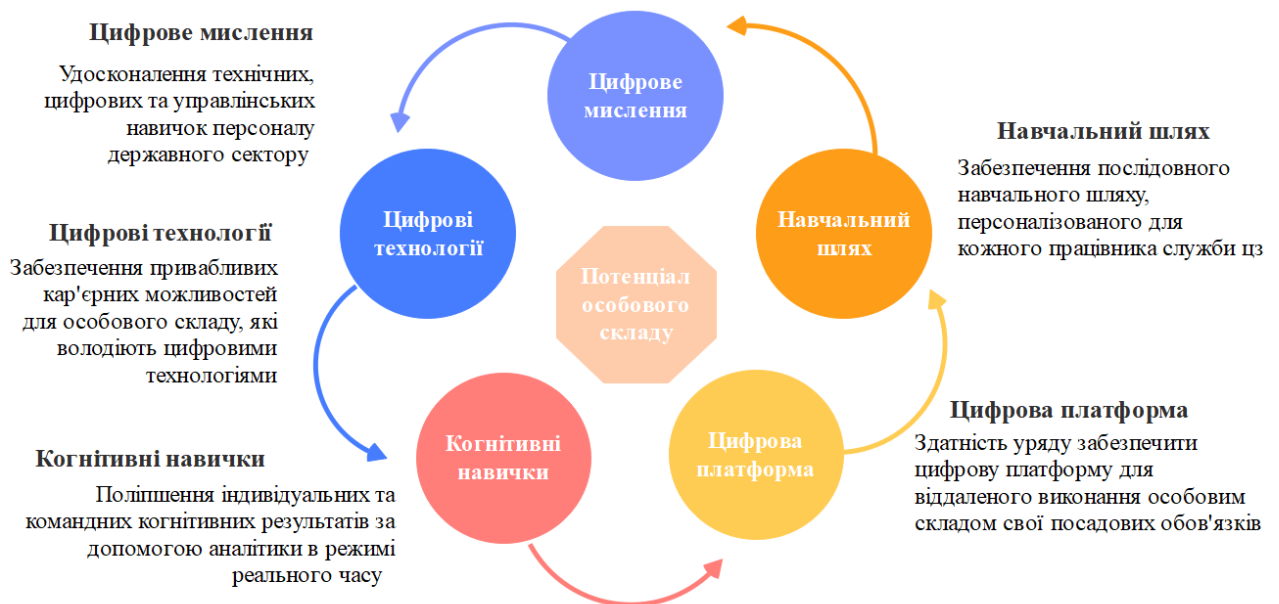 Цифрове мислення
Удосконалення технічних,
цифрових та управлінських
навичок персоналу
державного сектору
Цифрові технології
Забезпечення привабливих
кар'єрних можливостей
для особового складу, які
володіють цифровими
технологіями
Когнітивні навички
Поліпшення індивідуальних та
командних когнітивних результатів за
допомогою аналітики в режимі
реального часу
Цифрове
мислення
Цифрові
технології
Когнітивні
навички
Потенціал
особового
складу
Навчальний
шлях
Цифрова
платформа
Навчальний шлях
Забезпечення послідовного
навчального шляху,
персоналізованого для
кожного працівника служби цз
Цифрова платформа
Здатність уряду забезпечити
цифрову платформу для
віддаленого виконання особовим
складом свої посадових обов'язків